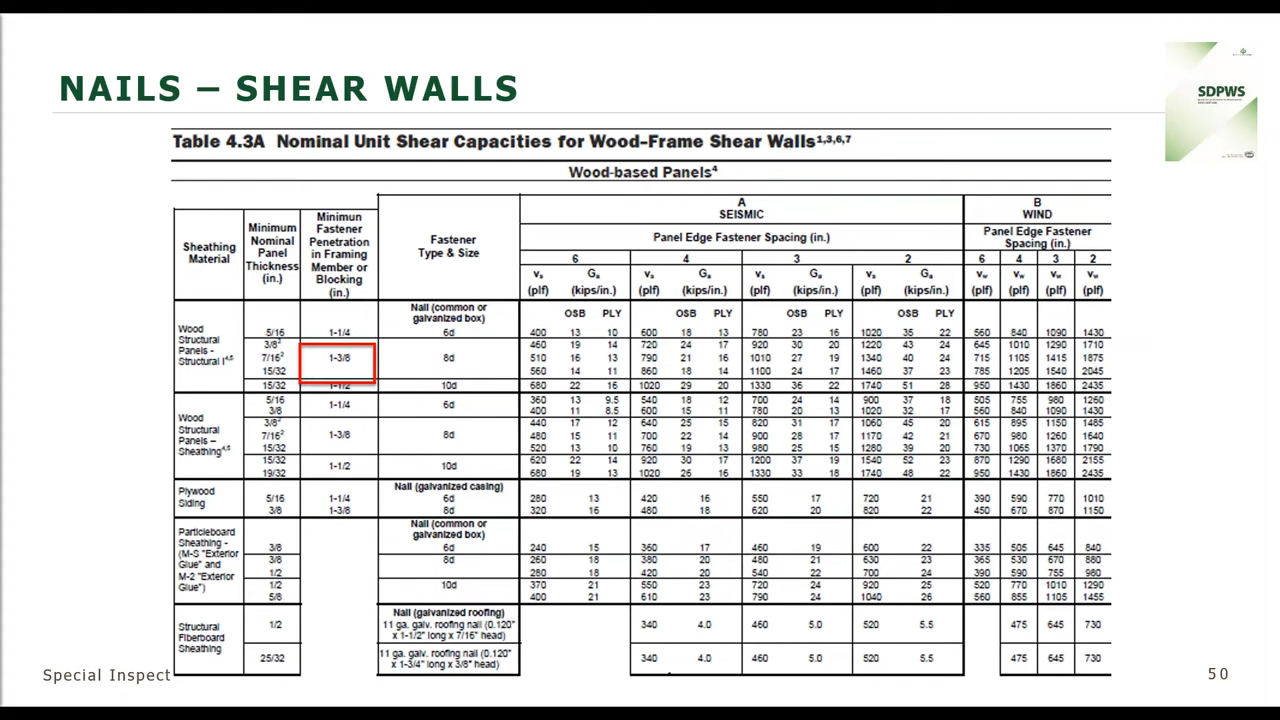 NAILS – SHEAR WALLS
SDPWS
Table 4.3A Nominal Unit Shear Capacities for Wood–Frame Shear Walls1,3,6,7
Wood-based Panels4
Sheathing Material
Minimum Nominal Panel Thickness (in.)
Minimun Fastener Penetration in Framing Member or Blocking (in.)
Fastener Type & Size
A SEISMIC
B WIND
Panel Edge Fastener Spacing (in.)
Panel Edge Fastener Spacing (in.)
6 4 3 2 6 4 3 2
vs (plf) Ga (kips/in.) vs (plf) Ga (kips/in.) vs (plf) Ga (kips/in.) vs (plf) Ga (kips/in.) vw (plf) vw (plf) vw (plf) vw (plf)
Wood Structural Panels - Structural I4,5
Nail (common or galvanized box) OSB PLY OSB PLY OSB PLY OSB PLY
5/16 1-1/4 6d 400 13 10 600 18 13 780 23 16 1020 35 22 560 840 1090 1430
3/82 460 19 14 720 24 17 920 30 20 1220 43 24 645 1010 1290 1710
7/162 1-3/8 8d 510 16 13 790 21 16 1010 27 19 1340 40 24 715 1105 1415 1875
15/32 560 14 11 860 18 14 1100 24 17 1460 37 23 785 1205 1540 2045
15/32 1-1/2 10d 680 22 16 1020 29 20 1330 36 22 1740 51 28 950 1430 1860 2435
Wood Structural Panels – Sheathing4,5
5/16 1-1/4 6d 360 13 9.5 540 18 12 700 24 14 900 37 18 505 755 980 1260
3/8 400 11 8.5 600 15 11 780 20 13 1020 32 17 560 840 1090 1430
3/82 440 17 12 640 25 15 820 31 17 1060 45 20 615 895 1150 1485
7/162 1-3/8 8d 480 15 11 700 22 14 900 28 17 1170 42 21 670 980 1260 1640
15/32 520 13 10 760 19 13 980 25 15 1280 39 20 730 1065 1370 1790
15/32 1-1/2 10d 620 22 14 920 30 17 1200 37 19 1540 52 23 870 1290 1680 2155
19/32 680 19 13 1020 26 16 1330 33 18 1740 48 22 950 1430 1860 2435
Plywood Siding
Nail (galvanized casing)
5/16 1-1/4 6d 280 13 420 16 550 17 720 21 390 590 770 1010
3/8 1-3/8 8d 320 16 480 18 620 20 820 22 450 670 870 1150
Particleboard Sheathing - (M-S "Exterior Glue" and M-2 "Exterior Glue")
Nail (common or galvanized box)
3/8 6d 240 15 360 17 460 19 600 22 335 505 645 840
3/8 8d 260 18 380 20 480 21 630 23 365 530 670 880
1/2 280 18 420 20 540 22 700 24 390 590 755 980
1/2 10d 370 21 550 23 720 24 920 25 520 770 1010 1290
5/8 400 21 610 23 790 24 1040 26 560 855 1105 1455
Structural Fiberboard Sheathing
Nail (galvanized roofing)
1/2 11 ga. galv. roofing nail (0.120" x 1-1/2" long x 7/16" head) 340 4.0 460 5.0 520 5.5 475 645 730
25/32 11 ga. galv. roofing nail (0.120" x 1-3/4" long x 3/8" head) 340 4.0 460 5.0 520 5.5 475 645 730
Special Inspect
50